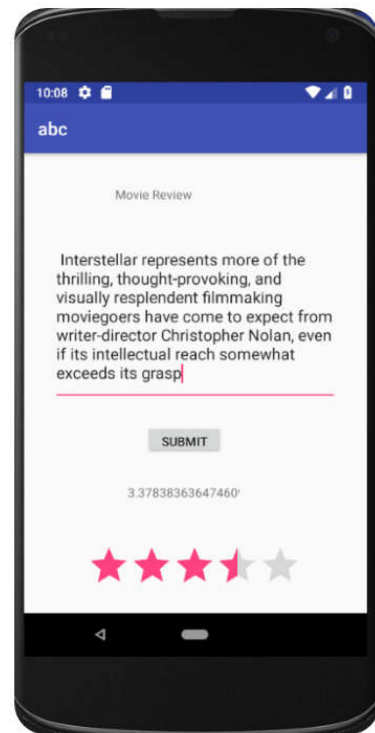 10:08
abc
Movie Review
Interstellar represents more of the
thrilling, thought-provoking, and
visually resplendent filmmaking
moviegoers have come to expect from
writer-director Christopher Nolan, even
if its intellectual reach somewhat
exceeds its grasp
SUBMIT
3.37838363647460